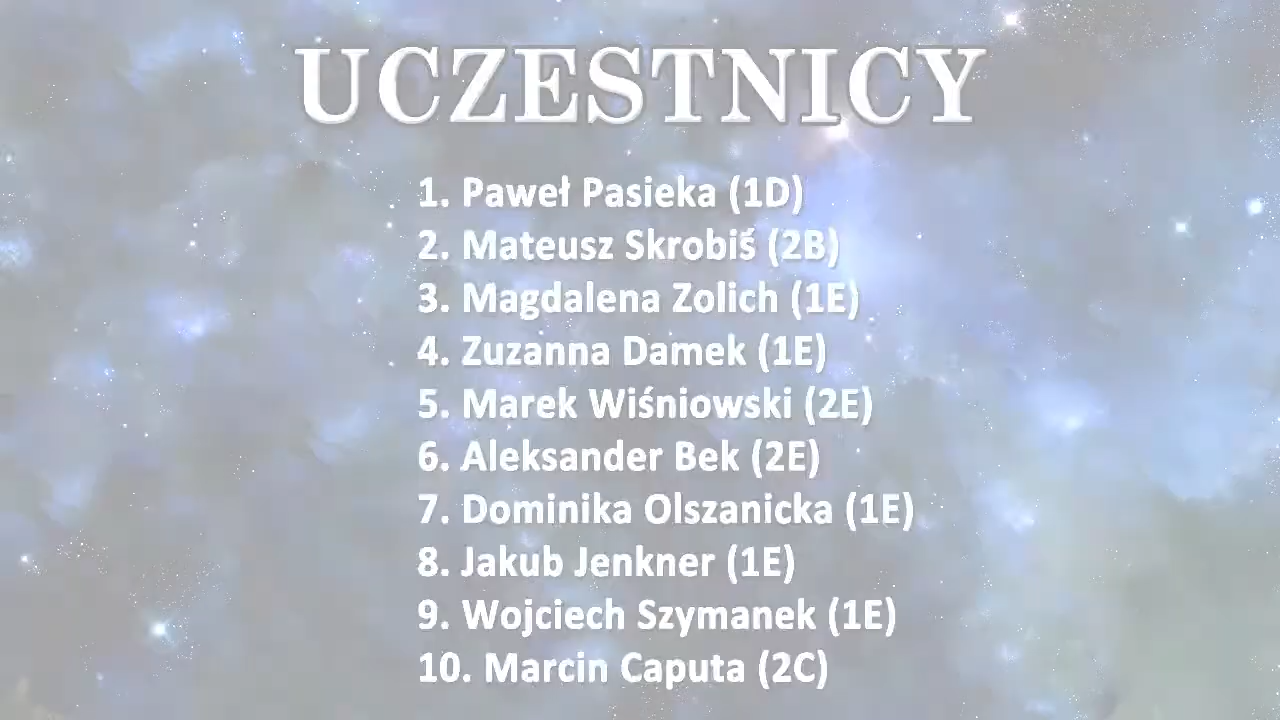 UCZESTNICY
1. Paweł Pasieka (1D)
2. Mateusz Skrobiś (2B)
3. Magdalena Zolich (1E)
4. Zuzanna Damek (1E)
5. Marek Wiśniowski (2E)
6. Aleksander Bek (2E)
7. Dominika Olszanicka (1E)
8. Jakub Jenkner (1E)
9. Wojciech Szymanek (1E)
10. Marcin Caputa (2C)